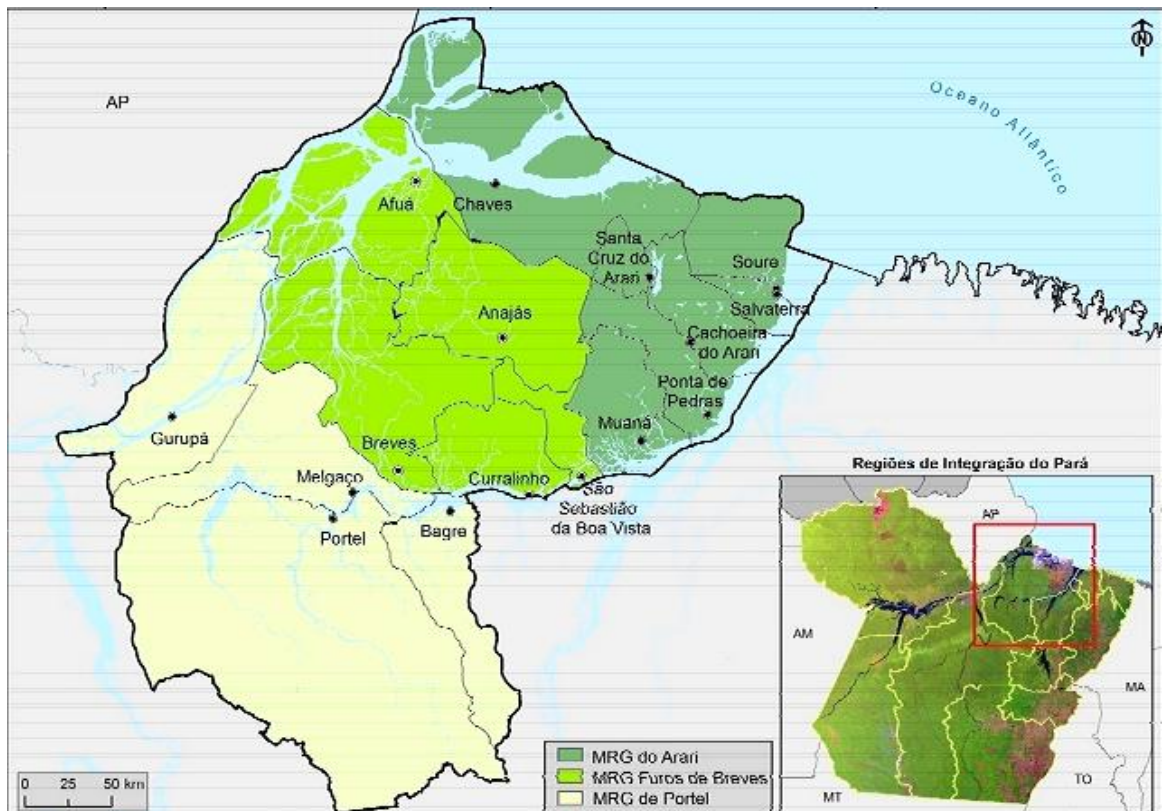 N
AP
Oceano Atlântico
Afuá
Chaves
Santa
Cruz do
Arari
Soure
Salvaterra
Anajás
Cachoeira
do Arari
Ponta de
Pedras
Muaná
Gurupá
Breves
Melgaço
Curralinho
São
Sebastião
da Boa Vista
Portel
Bagre
Regiões de Integração do Pará
AP
AM
MA
TO
MT
MRG do Arari
MRG Furos de Breves
MRG de Portel
0 25 50 km